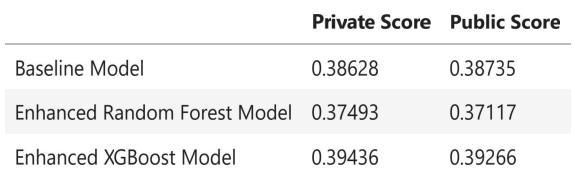 Private Score Public Score
Baseline Model 0.38628 0.38735
Enhanced Random Forest Model 0.37493 0.37117
Enhanced XGBoost Model 0.39436 0.39266